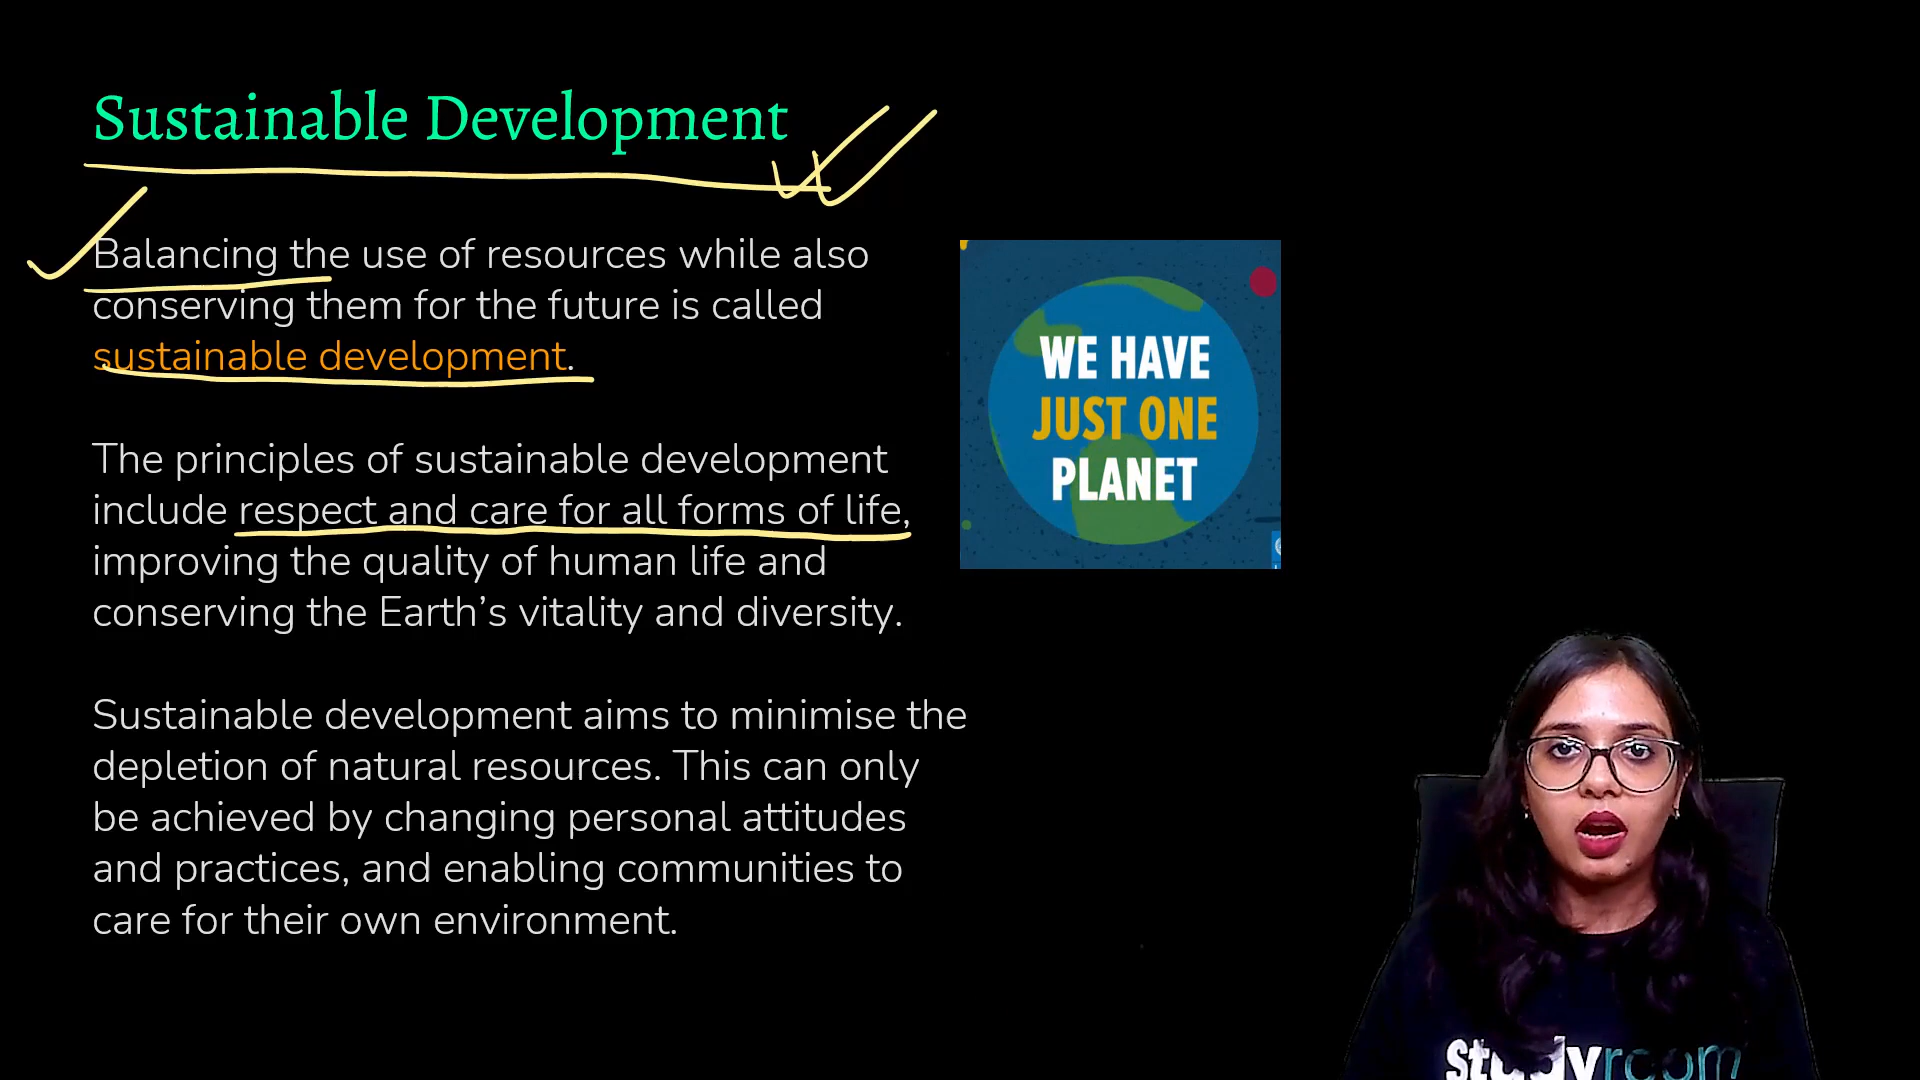 Sustainable Development
Balancing the use of resources while also
conserving them for the future is called
sustainable development.
The principles of sustainable development
include respect and care for all forms of life,
improving the quality of human life and
conserving the Earth’s vitality and diversity.
Sustainable development aims to minimise the
depletion of natural resources. This can only
be achieved by changing personal attitudes
and practices, and enabling communities to
care for their own environment.
WE HAVE
JUST ONE
PLANET
studyroom